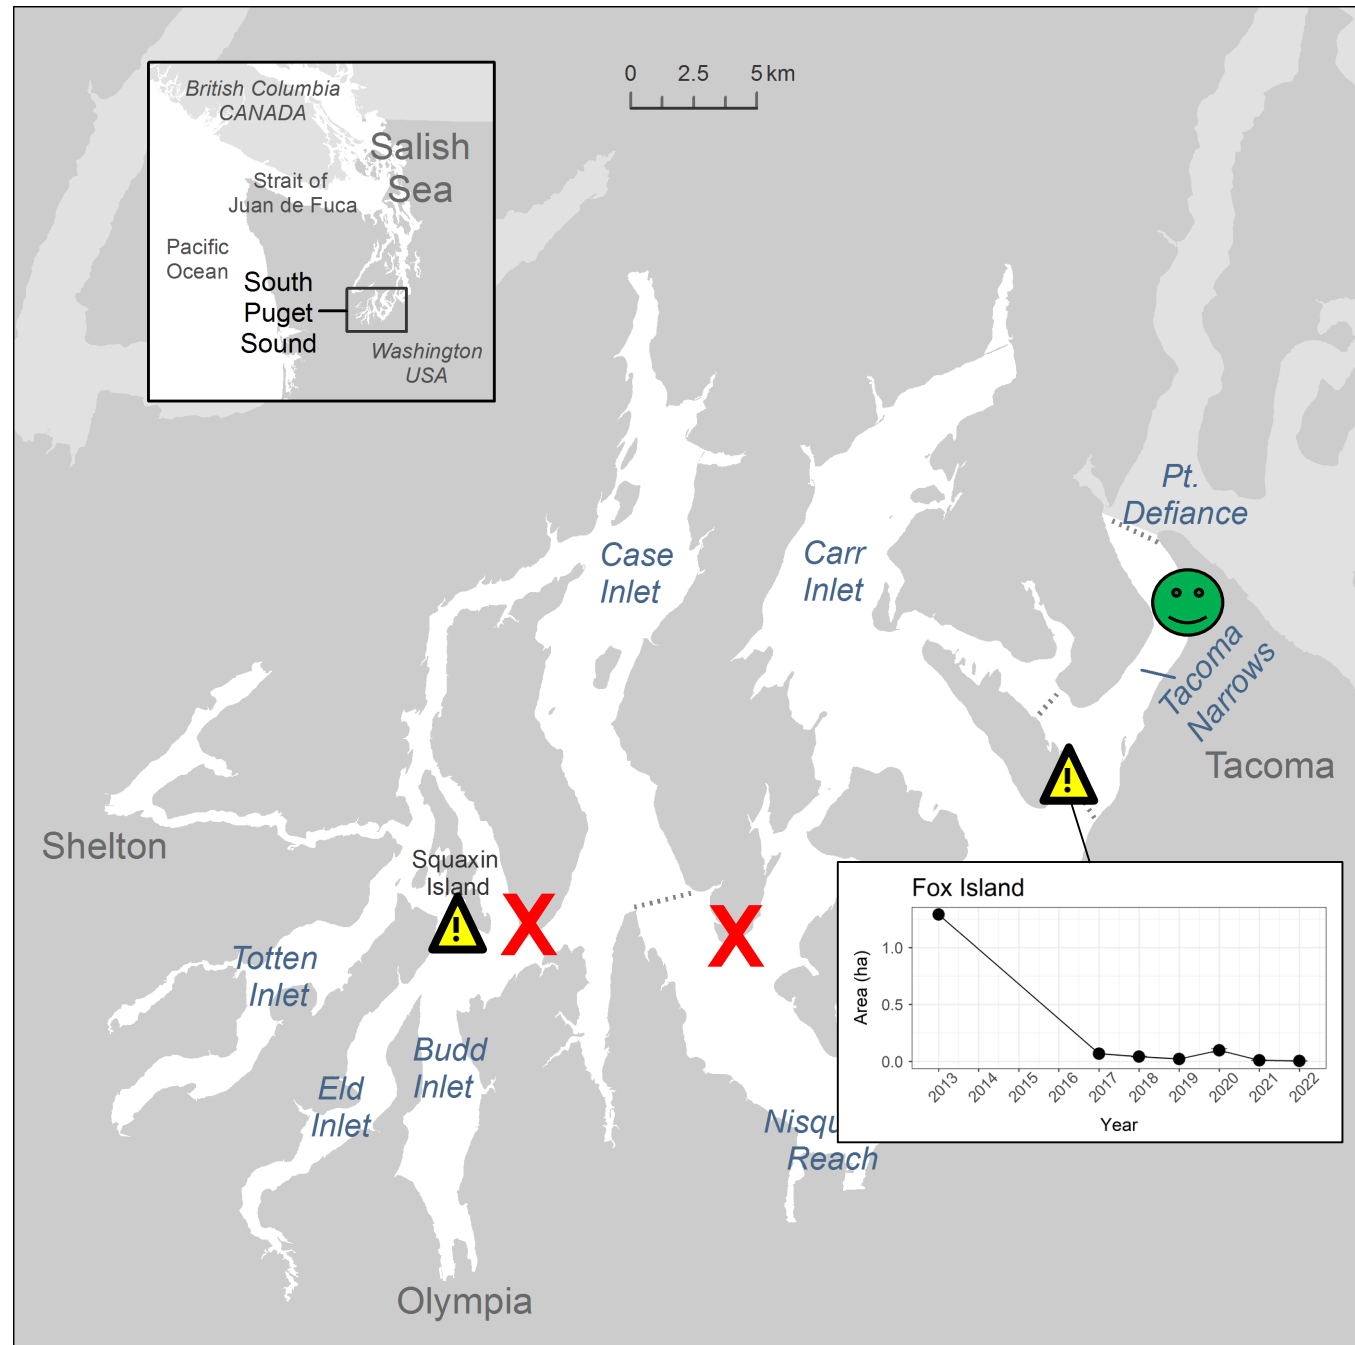 0 2.5 5 km
British Columbia
CANADA
Salish
Sea
Strait of
Juan de Fuca
Pacific
Ocean
South
Puget
Sound
Washington
USA
Pt.
Defiance
Case
Inlet
Carr
Inlet
Tacoma
Narrows
Tacoma
Shelton
Squaxin
Island
X
X
!
!
Totten
Inlet
Budd
Inlet
Eld
Inlet
Reach
Olympia
Fox Island
Area (ha)
1.0
0.5
0.0
2013 2014 2015 2016 2017 2018 2019 2020 2021 2022
Year